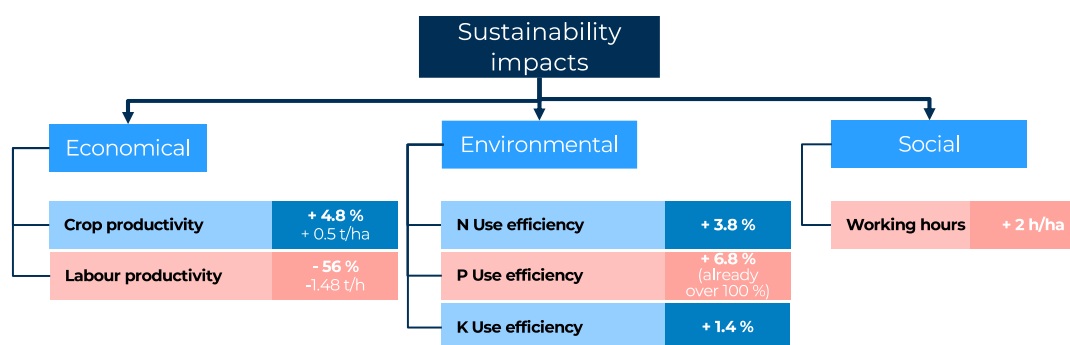 Sustainability
impacts
Economical
Environmental
Social
Crop productivity
+ 4.8 %
+ 0.5 t/ha
Labour productivity
- 56 %
-1.48 t/h
N Use efficiency
+ 3.8 %
P Use efficiency
+ 6.8 %
(already
over 100 %)
K Use efficiency
+ 1.4 %
Working hours
+ 2 h/ha